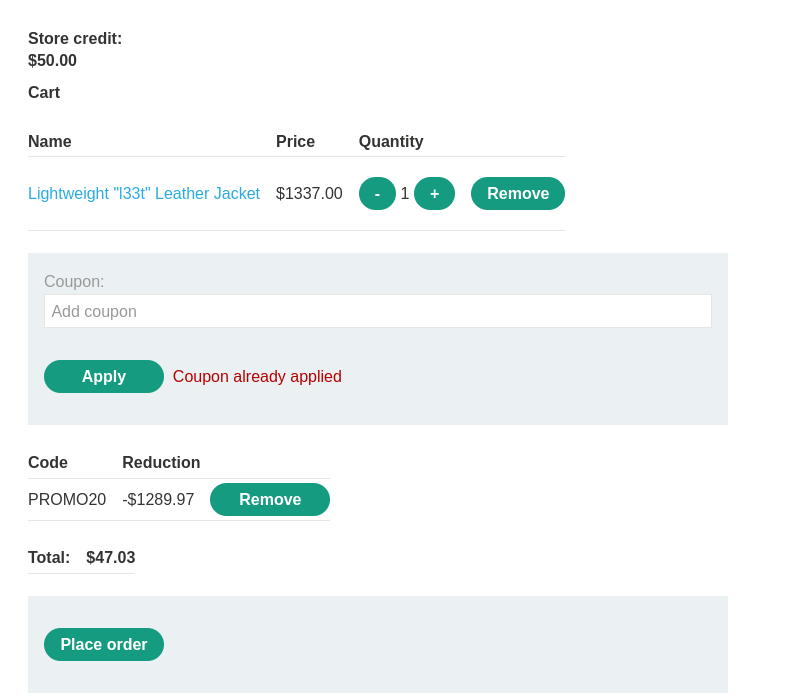 Store credit:
$50.00
Cart
Name Price Quantity
Lightweight "l33t" Leather Jacket $1337.00 - 1 + Remove
Coupon:
Add coupon
Apply Coupon already applied
Code Reduction
PROMO20 -$1289.97 Remove
Total: $47.03
Place order